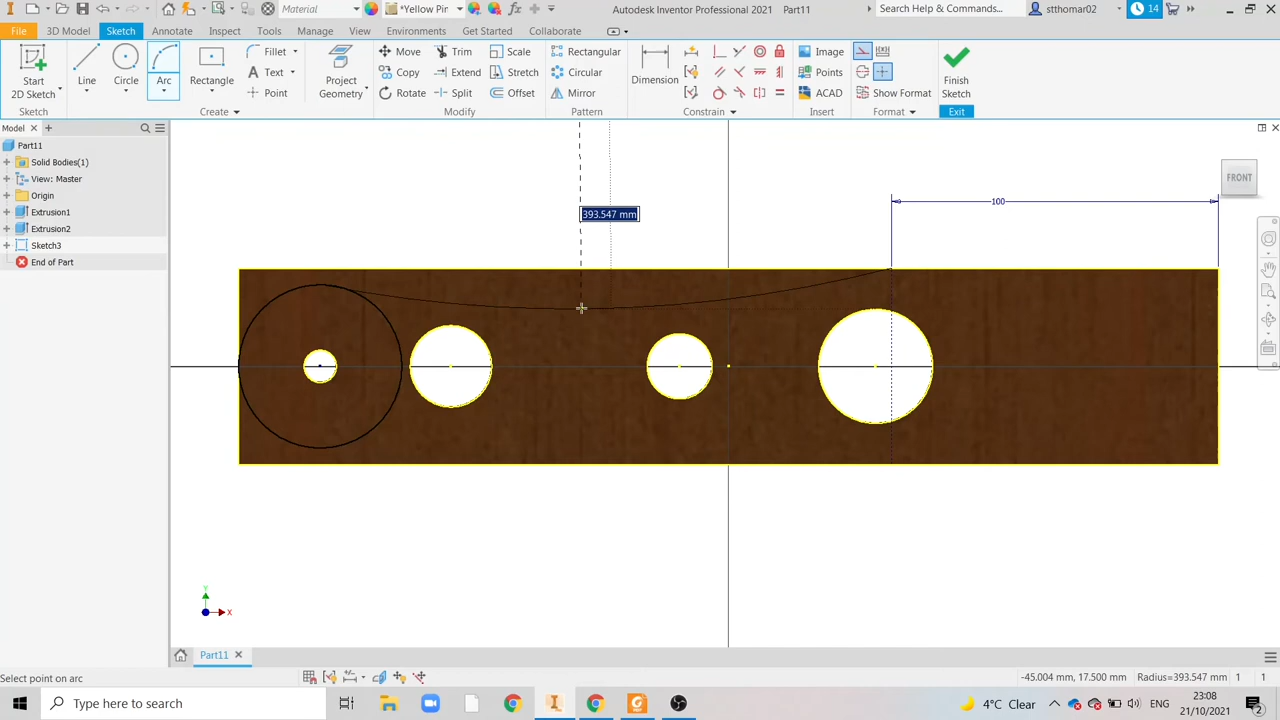 Material
*Yellow Pin
Autodesk Inventor Professional 2021 Part11
Search Help & Commands...
stthomar02
14
File
Sketch
3D Model
Annotate
Inspect
Tools
Manage
View
Environments
Get Started
Collaborate
Start
2D Sketch
Line
Circle
Arc
Rectangle
Fillet
Text
Point
Project
Geometry
Move
Copy
Rotate
Trim
Extend
Split
Scale
Stretch
Offset
Rectangular
Circular
Mirror
Dimension
Image
Points
ACAD
Show Format
Finish
Sketch
Sketch
Create
Modify
Pattern
Constrain
Insert
Format
Exit
Model
Part11
Solid Bodies(1)
View: Master
Origin
Extrusion1
Extrusion2
Sketch3
End of Part
FRONT
100
393.547 mm
Y
X
Part11
Select point on arc
-45.004 mm, 17.500 mm Radius=393.547 mm 1 1
Type here to search
4°C Clear
ENG
23:08
21/10/2021
2